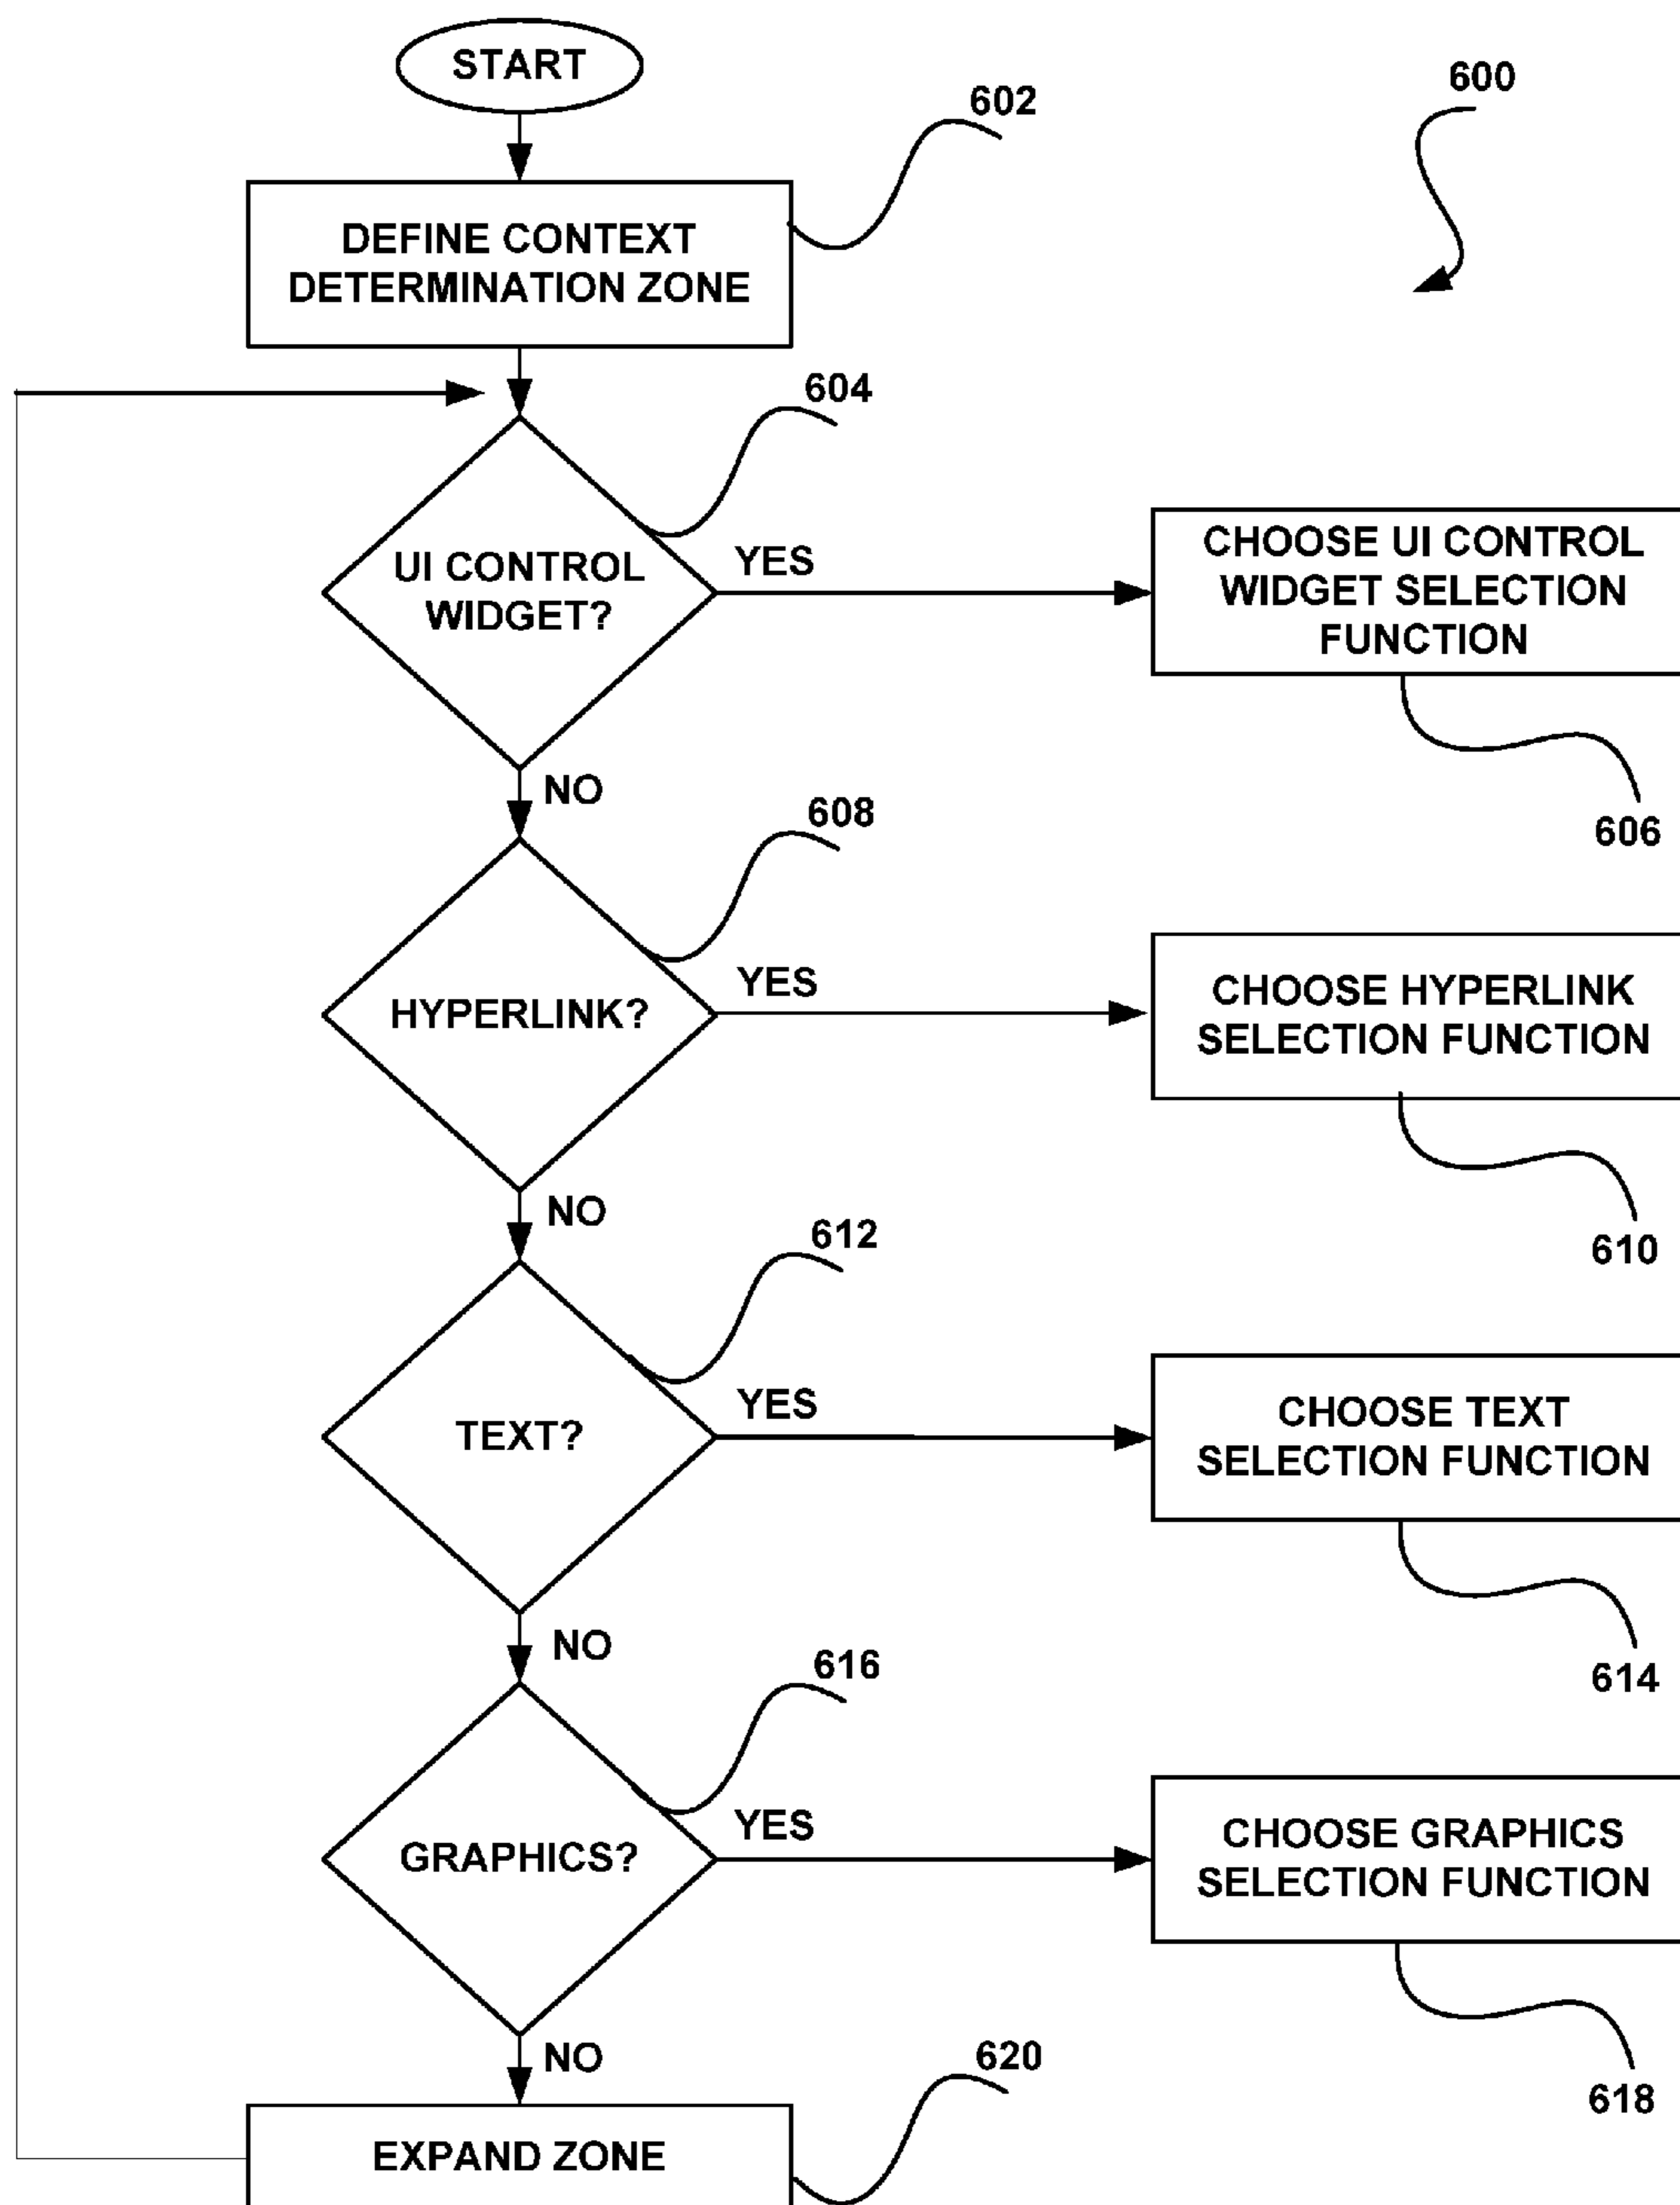 START
602
600
DEFINE CONTEXT
DETERMINATION ZONE
604
UI CONTROL
WIDGET?
YES
CHOOSE UI CONTROL
WIDGET SELECTION
FUNCTION
606
NO
608
HYPERLINK?
YES
CHOOSE HYPERLINK
SELECTION FUNCTION
610
NO
612
TEXT?
YES
CHOOSE TEXT
SELECTION FUNCTION
614
NO
616
GRAPHICS?
YES
CHOOSE GRAPHICS
SELECTION FUNCTION
618
NO
620
EXPAND ZONE